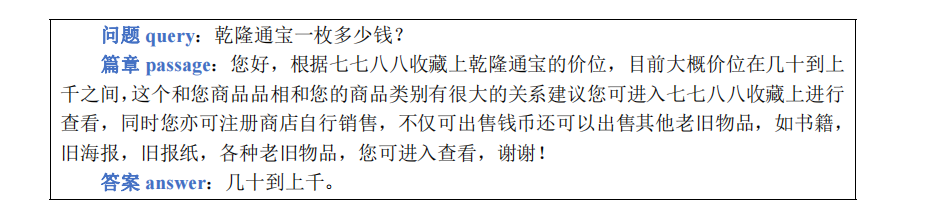 问题 query：乾隆通宝一枚多少钱？
篇章 passage：您好，根据七七八八收藏上乾隆通宝的价位，目前大概价位在几十到上
千之间，这个和您商品品相和您的商品类别有很大的关系建议您可进入七七八八收藏上进行
查看，同时您亦可注册商店自行销售，不仅可出售钱币还可以出售其他老旧物品，如书籍，
旧海报，旧报纸，各种老旧物品，您可进入查看，谢谢！
答案 answer：几十到上千。